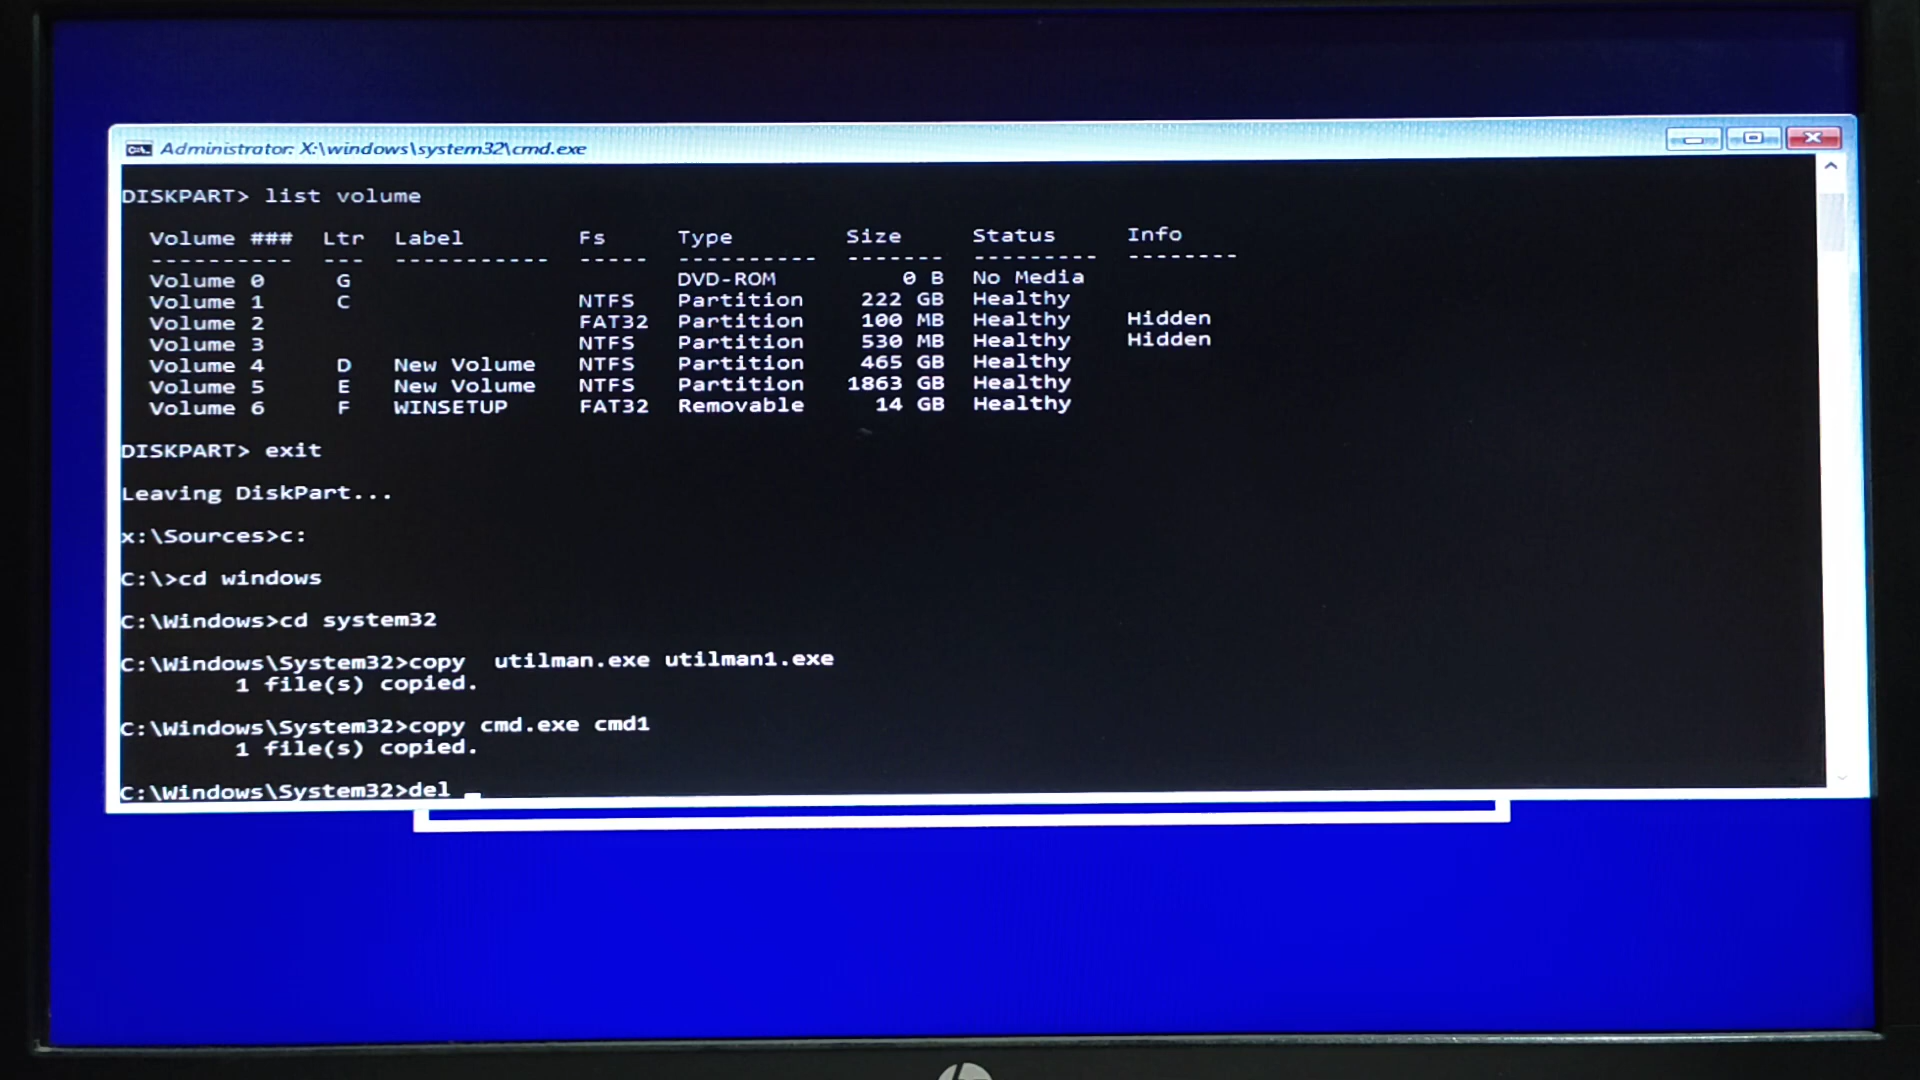 Administrator: X:\windows\system32\cmd.exe
DISKPART> list volume
Volume ### Ltr Label Fs Type Size Status Info
---------- --- ----------- ----- ---------- ------- --------- --------
Volume 0 G DVD-ROM 0 B No Media
Volume 1 C NTFS Partition 222 GB Healthy
Volume 2 FAT32 Partition 100 MB Healthy Hidden
Volume 3 NTFS Partition 530 MB Healthy Hidden
Volume 4 D New Volume NTFS Partition 465 GB Healthy
Volume 5 E New Volume NTFS Partition 1863 GB Healthy
Volume 6 F WINSETUP FAT32 Removable 14 GB Healthy
DISKPART> exit
Leaving DiskPart...
x:\Sources>c:
C:\>cd windows
C:\Windows>cd system32
C:\Windows\System32>copy  utilman.exe utilman1.exe
1 file(s) copied.
C:\Windows\System32>copy cmd.exe cmd1
1 file(s) copied.
C:\Windows\System32>del _
hp